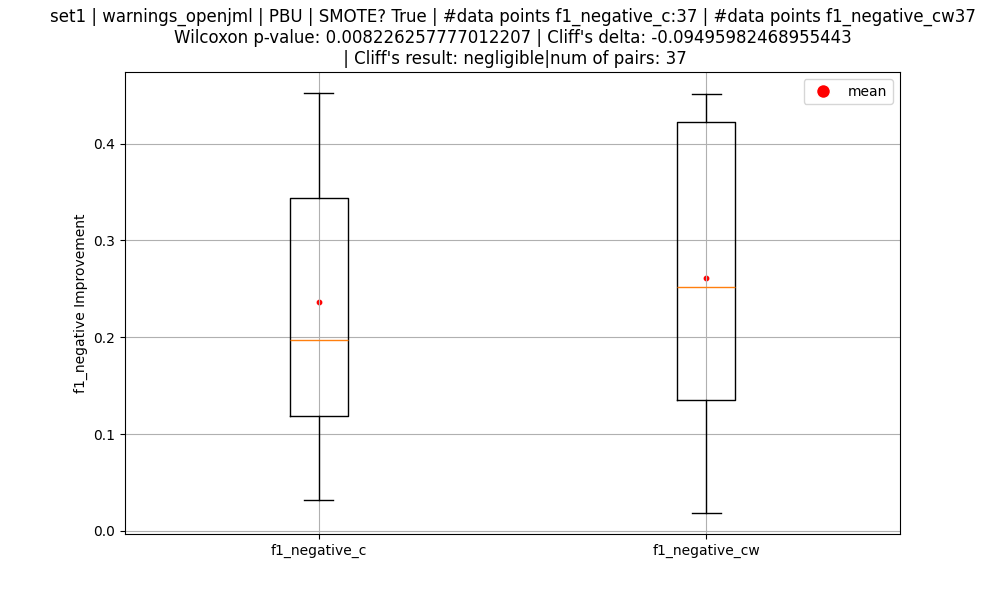 set1 | warnings_openjml | PBU | SMOTE? True | #data points f1_negative_c:37 | #data points f1_negative_cw37
Wilcoxon p-value: 0.008226257777012207 | Cliff's delta: -0.09495982468955443
| Cliff's result: negligible|num of pairs: 37
mean
0.4
0.3
0.2
0.1
0.0
f1_negative Improvement
f1_negative_c
f1_negative_cw